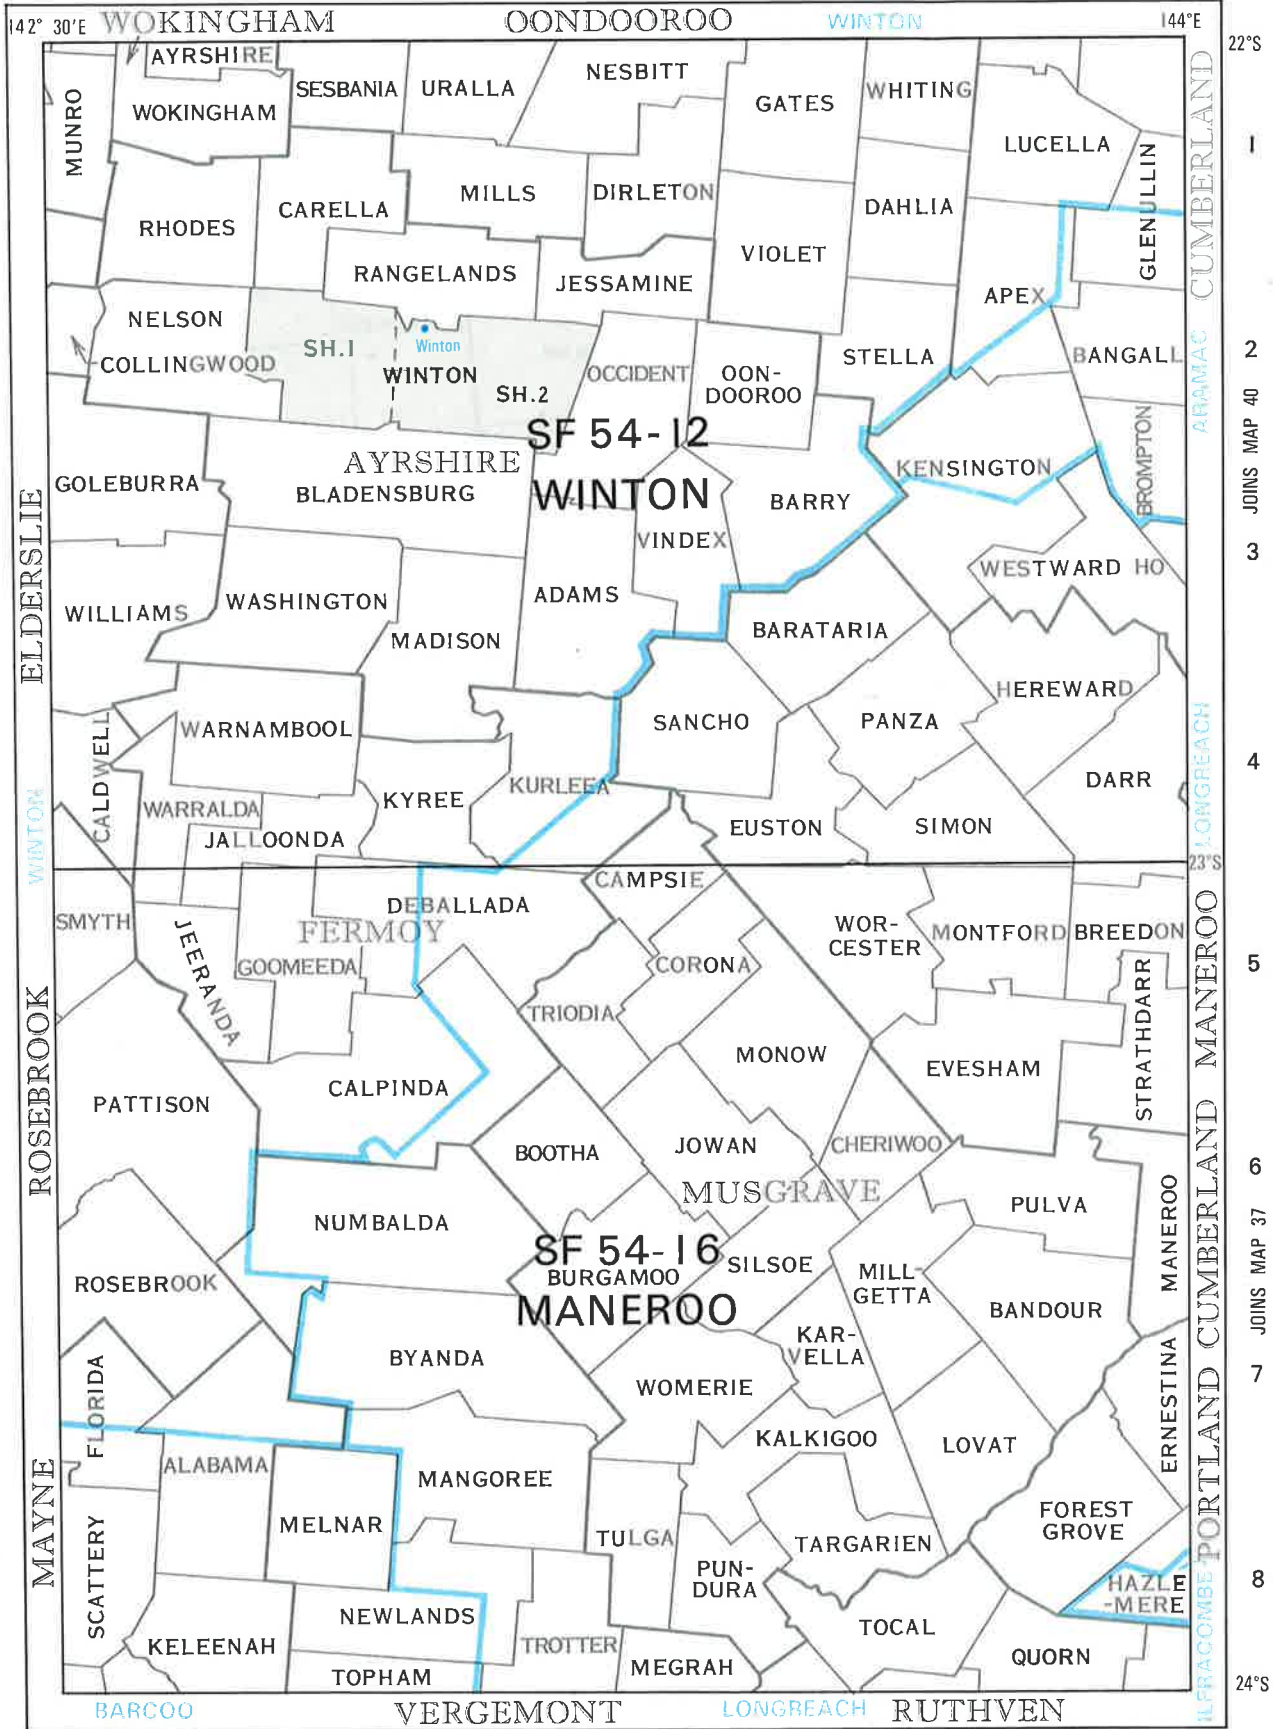 142° 30'E WOKINGHAM OONDOOROO WINTON 144°E
22°S
AYRSHIRE
MUNRO
WOKINGHAM
SESBANIA
URALLA
NESBITT
GATES
WHITING
LUCELLA
GLENULLIN
CUMBERLAND
1
RHODES
CARELLA
MILLS
DIRLETON
DAHLIA
VIOLET
RANGELANDS
JESSAMINE
APEX
NELSON
COLLINGWOOD
SH.1
Winton
WINTON
SH.2
OCCIDENT
OON-
DOOROO
STELLA
BANGALL
ARAMAC
2
JOINS MAP 40
SF 54-12
WINTON
AYRSHIRE
BLADENSBURG
GOLEBURRA
BARRY
KENSINGTON
BROMPTON
VINDEX
3
ELDERSLIE
WILLIAMS
WASHINGTON
MADISON
ADAMS
BARATARIA
WESTWARD HO
HEREWARD
SANCHO
PANZA
WARNAMBOOL
CALDWELL
KURLEEA
DARR
LONGREACH
4
WINTON
WARRALDA
JALLOONDA
KYREE
EUSTON
SIMON
23°S
SMYTH
JEERANDA
DEBALLADA
FERMOY
GOOMEEDA
CAMPSIE
CORONA
TRIODIA
WOR-
CESTER
MONTFORD
BREEDON
STRATHDARR
MANEROO
5
ROSEBROOK
PATTISON
CALPINDA
MONOW
EVESHAM
BOOTHA
JOWAN
CHERIWOO
MUSGRAVE
PULVA
MANEROO
CUMBERLAND
6
JOINS MAP 37
NUMBALDA
SF 54-16
BURGAMOO
MANEROO
SILSOE
MILL-
GETTA
BANDOUR
ROSEBROOK
BYANDA
KAR-
VELLA
WOMERIE
FLORIDA
ERNESTINA
7
KALKIGOO
LOVAT
ALABAMA
MANGOREE
MAYNE
SCATTERY
MELNAR
TULGA
TARGARIEN
FOREST
GROVE
PORTLAND
PUN-
DURA
HAZLE
-MERE
8
KELEENAH
NEWLANDS
TROTTER
TOCAL
TOPHAM
MEGRAH
QUORN
ILFRACOMBE
24°S
BARCOO VERGEMONT LONGREACH RUTHVEN